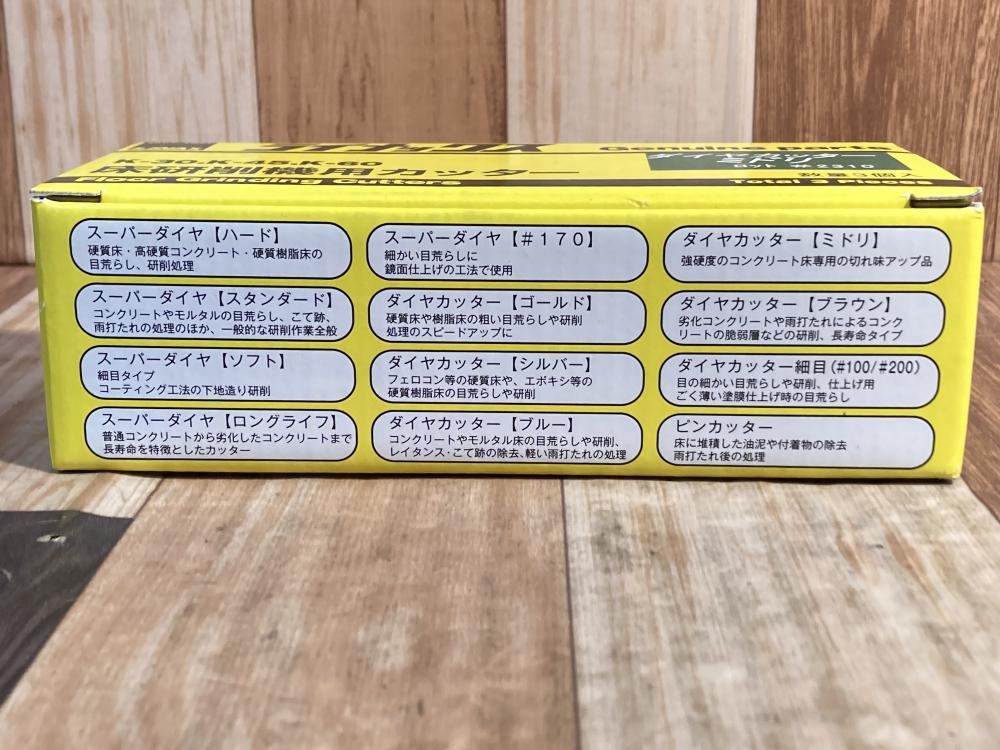 Genuine parts
K-30.K-45.K-60
床研削機用カッター
Floor Grinding Cutters
ダイヤカッター
ミドリ
セット #2310
数量3個入
Total 3 Pieces
スーパーダイヤ【ハード】
硬質床・高硬質コンクリート・硬質樹脂床の
目荒らし、研削処理
スーパーダイヤ【スタンダード】
コンクリートやモルタルの目荒らし、こて跡、
雨打たれの処理のほか、一般的な研削作業全般
スーパーダイヤ【ソフト】
細目タイプ
コーティング工法の下地造り研削
スーパーダイヤ【ロングライフ】
普通コンクリートから劣化したコンクリートまで
長寿命を特徴としたカッター
スーパーダイヤ【#170】
細かい目荒らしに
鏡面仕上げの工法で使用
ダイヤカッター【ゴールド】
硬質床や樹脂床の粗い目荒らしや研削
処理のスピードアップに
ダイヤカッター【シルバー】
フェロコン等の硬質床や、エポキシ等の
硬質樹脂床の目荒らしや研削
ダイヤカッター【ブルー】
コンクリートやモルタル床の目荒らしや研削、
レイタンス・こて跡の除去、軽い雨打たれの処理
ダイヤカッター【ミドリ】
強硬度のコンクリート床専用の切れ味アップ品
ダイヤカッター【ブラウン】
劣化コンクリートや雨打たれによるコンク
リートの脆弱層などの研削、長寿命タイプ
ダイヤカッター細目(#100/#200)
目の細かい目荒らしや研削、仕上げ用
ごく薄い塗膜仕上げ時の目荒らし
ピンカッター
床に堆積した油泥や付着物の除去
雨打たれ後の処理